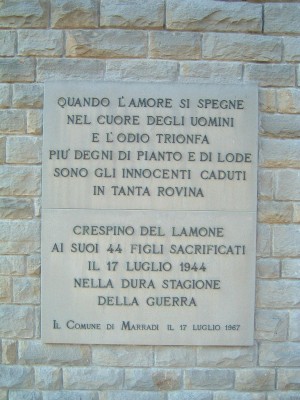 QUANDO L'AMORE SI SPEGNE
NEL CUORE DEGLI UOMINI
E L'ODIO TRIONFA
PIU' DEGNI DI PIANTO E DI LODE
SONO GLI INNOCENTI CADUTI
IN TANTA ROVINA
CRESPINO DEL LAMONE
AI SUOI 44 FIGLI SACRIFICATI
IL 17 LUGLIO 1944
NELLA DURA STAGIONE
DELLA GUERRA
IL COMUNE DI MARRADI IL 17 LUGLIO 1967